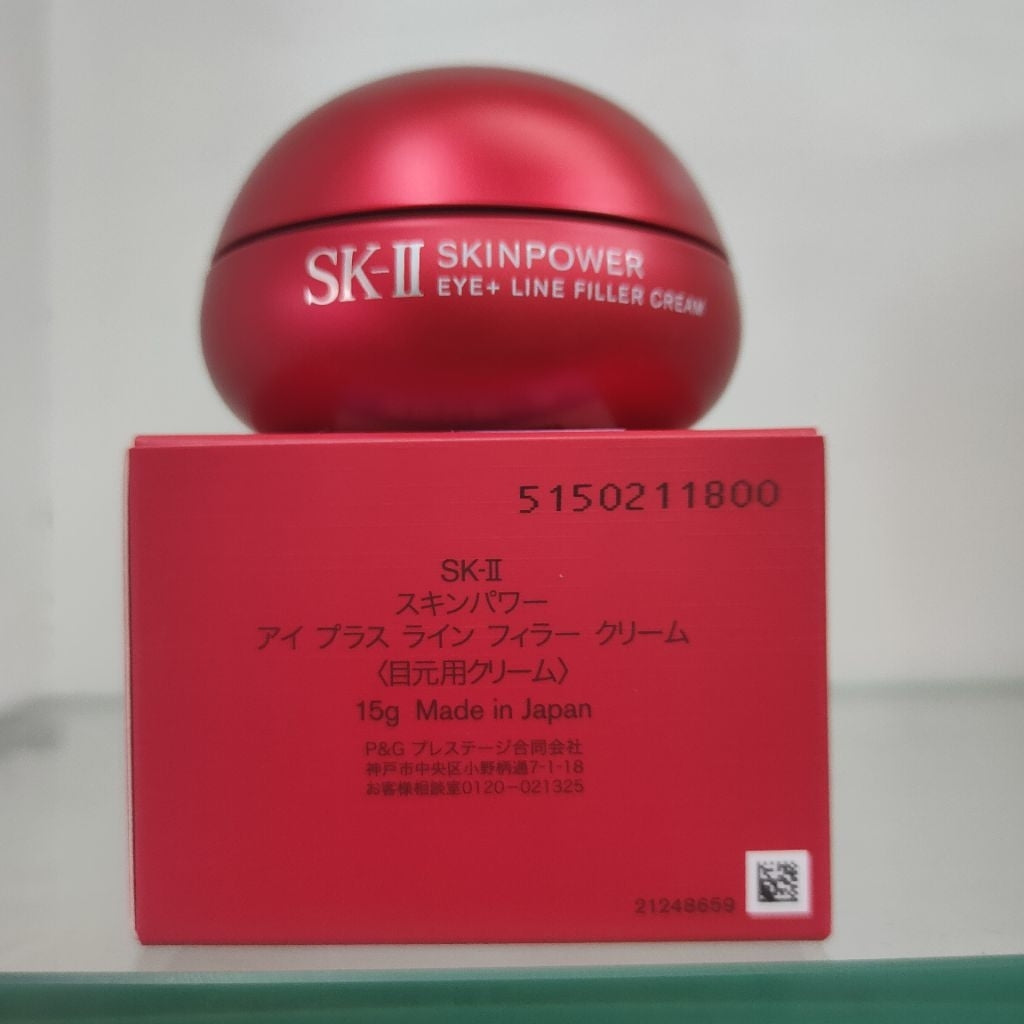 SK-II SKINPOWER
EYE+ LINE FILLER CREAM
5150211800
SK-II
スキンパワー
アイ プラス ライン フィラー クリーム
〈目元用クリーム〉
15g Made in Japan
P&G プレステージ合同会社
神戸市中央区小野柄通7-1-18
お客様相談室0120-021325
21248659